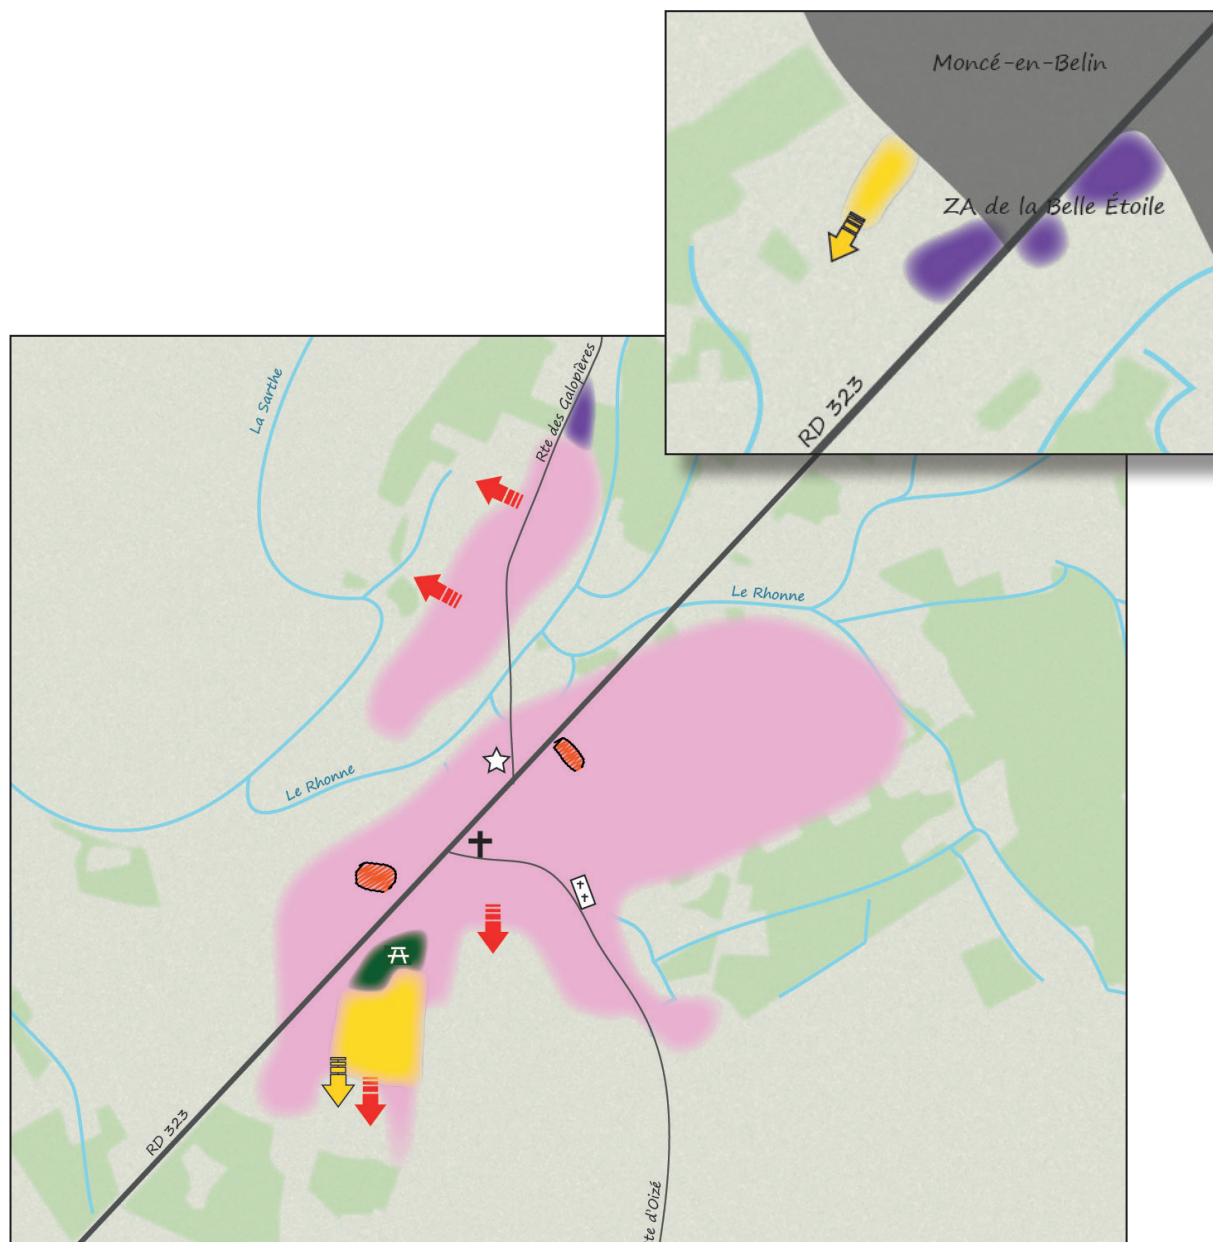 Moncé-en-Belin
ZA de la Belle Étoile
RD 323
La Sarthe
Rte des Galopières
Le Rhonne
Le Rhonne
RD 323
te d'Oizé